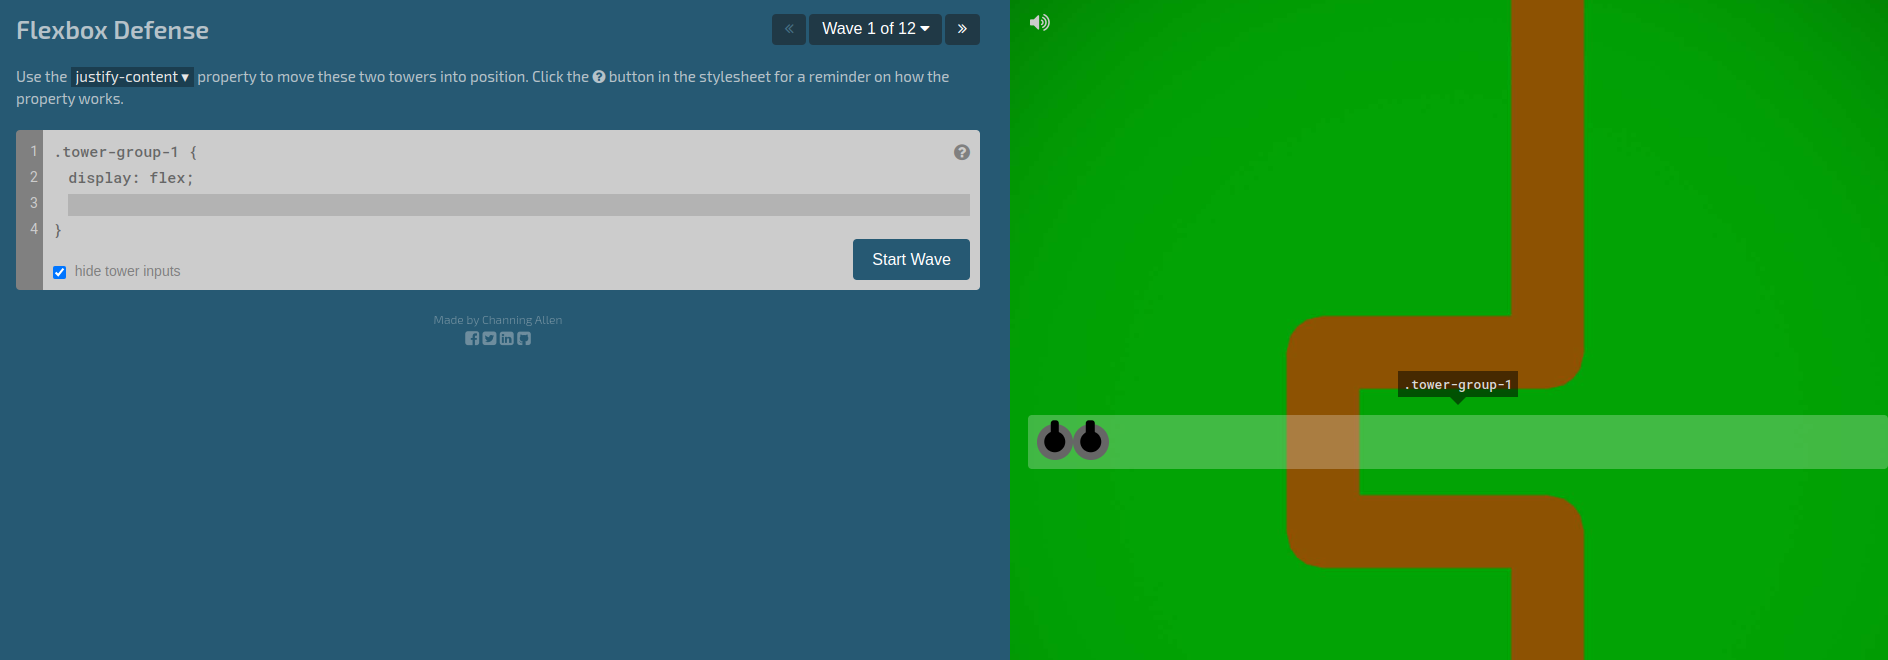 Flexbox Defense
« Wave 1 of 12 »
Use the justify-content ▾ property to move these two towers into position. Click the ? button in the stylesheet for a reminder on how the
property works.
1 .tower-group-1 {
2 display: flex;
3
4 }
hide tower inputs
Start Wave
Made by Channing Allen
.tower-group-1